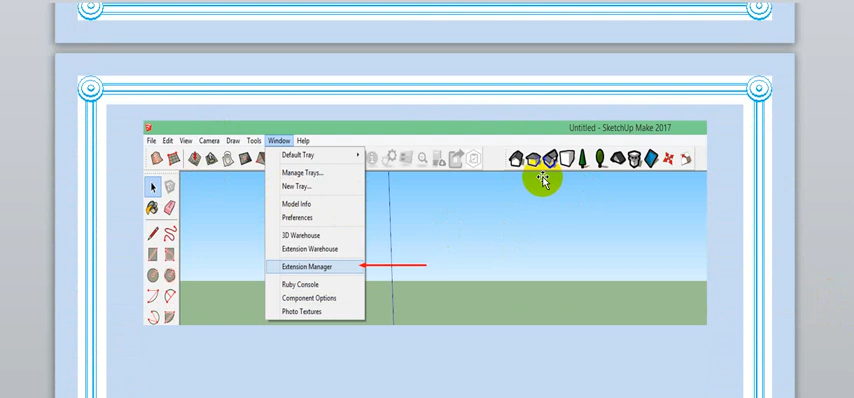 Untitled - SketchUp Make 2017
File Edit View Camera Draw Tools Window Help
Default Tray
Manage Trays...
New Tray...
Model Info
Preferences
3D Warehouse
Extension Warehouse
Extension Manager
Ruby Console
Component Options
Photo Textures